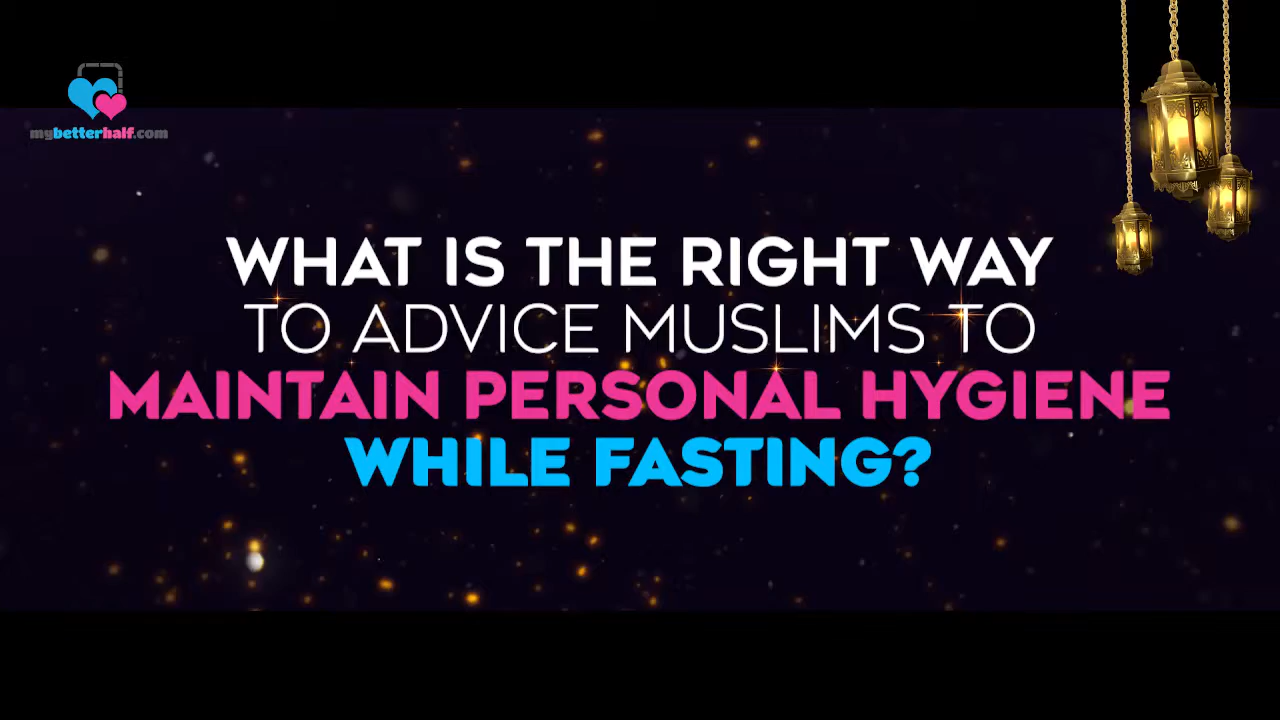 mybetterhalf.com
WHAT IS THE RIGHT WAY
TO ADVICE MUSLIMS TO
MAINTAIN PERSONAL HYGIENE
WHILE FASTING?